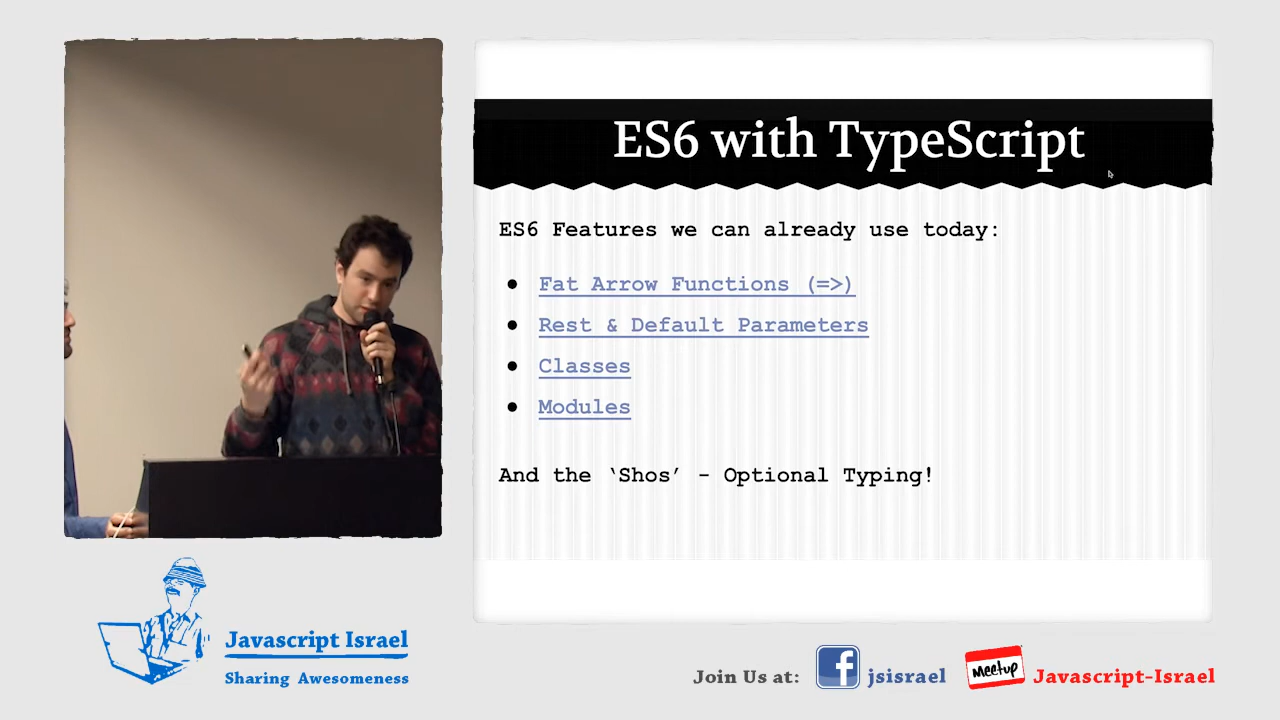 ES6 with TypeScript
ES6 Features we can already use today:
Fat Arrow Functions (=>)
Rest & Default Parameters
Classes
Modules
And the ‘Shos’ - Optional Typing!
Javascript Israel
Sharing Awesomeness
Join Us at:
f
jsisrael
Meetup
Javascript-Israel